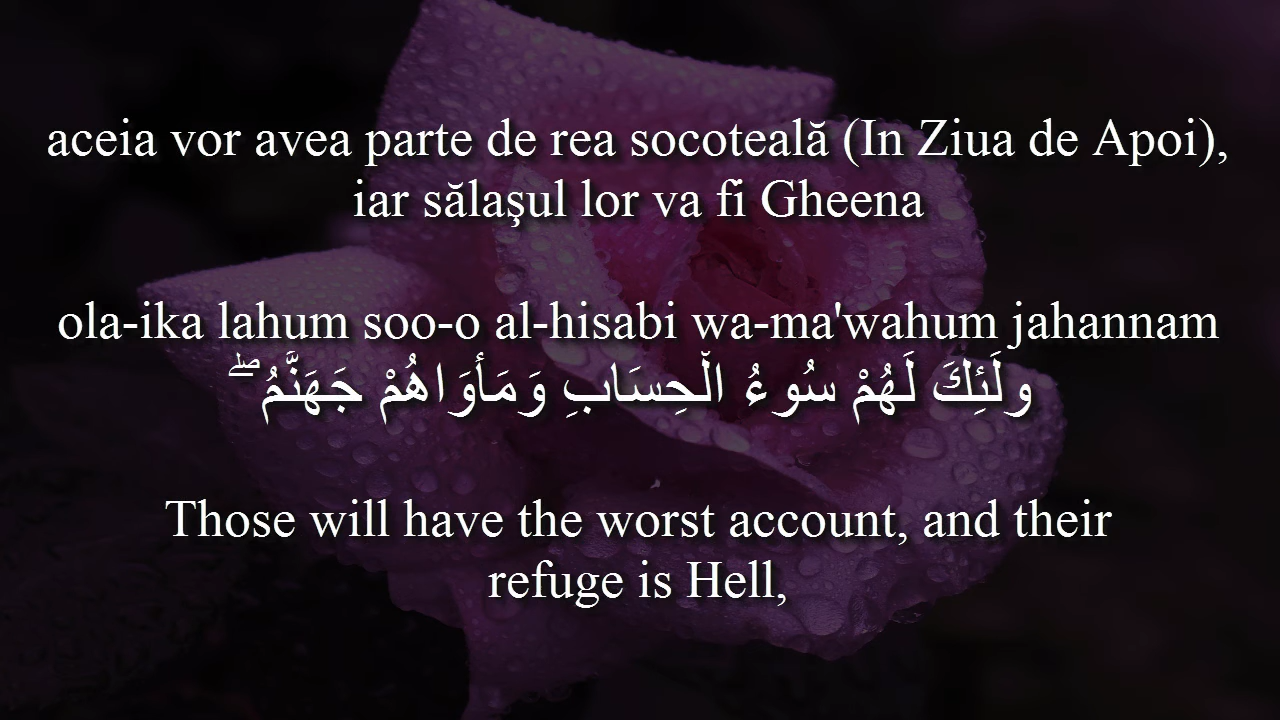 aceia vor avea parte de rea socoteală (In Ziua de Apoi),
iar sălaşul lor va fi Gheena
ola-ika lahum soo-o al-hisabi wa-ma'wahum jahannam
ولَئِكَ لَهُمْ سُوءُ الْحِسَابِ وَمَأْوَاهُمْ جَهَنَّمُ ۖ
Those will have the worst account, and their
refuge is Hell,